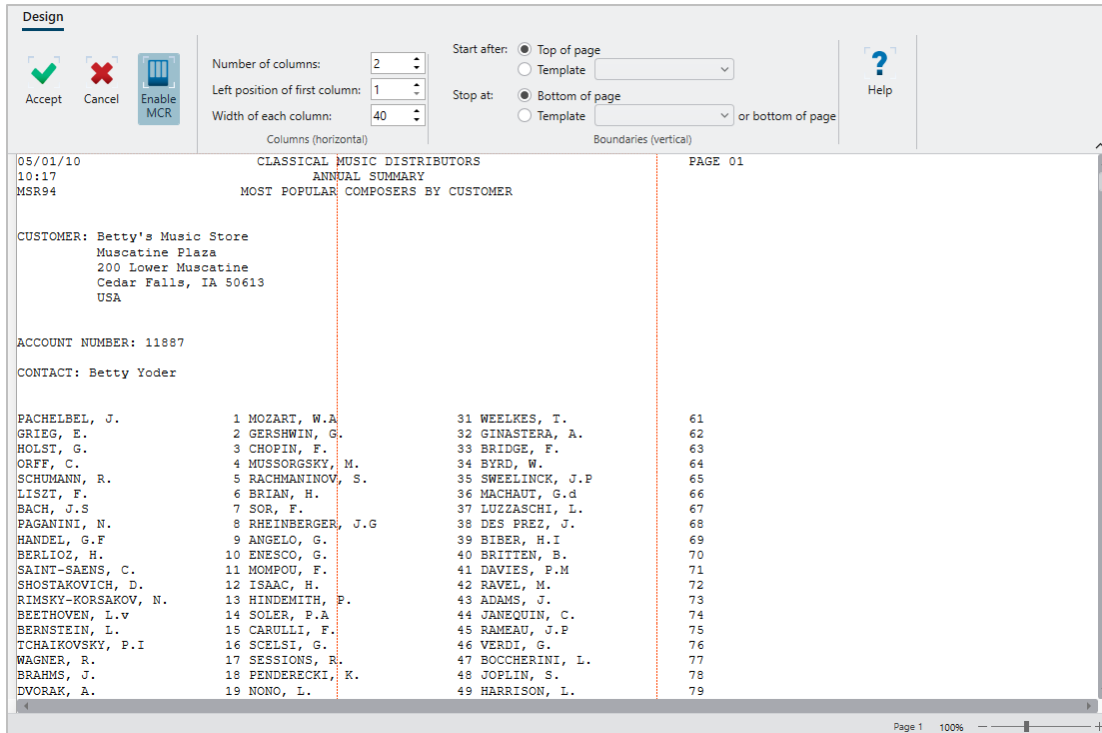 Design
Accept
Cancel
Enable MCR
Number of columns: 2
Left position of first column: 1
Width of each column: 40
Columns (horizontal)
Start after: Top of page
Template
Stop at: Bottom of page
Template or bottom of page
Boundaries (vertical)
?
Help
05/01/10 CLASSICAL MUSIC DISTRIBUTORS PAGE 01
10:17 ANNUAL SUMMARY
MSR94 MOST POPULAR COMPOSERS BY CUSTOMER
CUSTOMER: Betty's Music Store
Muscatine Plaza
200 Lower Muscatine
Cedar Falls, IA 50613
USA
ACCOUNT NUMBER: 11887
CONTACT: Betty Yoder
PACHELBEL, J. 1 MOZART, W.A 31 WEELKES, T. 61
GRIEG, E. 2 GERSHWIN, G. 32 GINASTERA, A. 62
HOLST, G. 3 CHOPIN, F. 33 BRIDGE, F. 63
ORFF, C. 4 MUSSORGSKY, M. 34 BYRD, W. 64
SCHUMANN, R. 5 RACHMANINOV, S. 35 SWEELINCK, J.P 65
LISZT, F. 6 BRIAN, H. 36 MACHAUT, G.d 66
BACH, J.S 7 SOR, F. 37 LUZZASCHI, L. 67
PAGANINI, N. 8 RHEINBERGER, J.G 38 DES PREZ, J. 68
HANDEL, G.F 9 ANGELO, G. 39 BIBER, H.I 69
BERLIOZ, H. 10 ENESCO, G. 40 BRITTEN, B. 70
SAINT-SAENS, C. 11 MOMPOU, F. 41 DAVIES, P.M 71
SHOSTAKOVICH, D. 12 ISAAC, H. 42 RAVEL, M. 72
RIMSKY-KORSAKOV, N. 13 HINDEMITH, P. 43 ADAMS, J. 73
BEETHOVEN, L.v 14 SOLER, P.A 44 JANEQUIN, C. 74
BERNSTEIN, L. 15 CARULLI, F. 45 RAMEAU, J.P 75
TCHAIKOVSKY, P.I 16 SCELSI, G. 46 VERDI, G. 76
WAGNER, R. 17 SESSIONS, R. 47 BOCCHERINI, L. 77
BRAHMS, J. 18 PENDERECKI, K. 48 JOPLIN, S. 78
DVORAK, A. 19 NONO, L. 49 HARRISON, L. 79
Page 1 100%